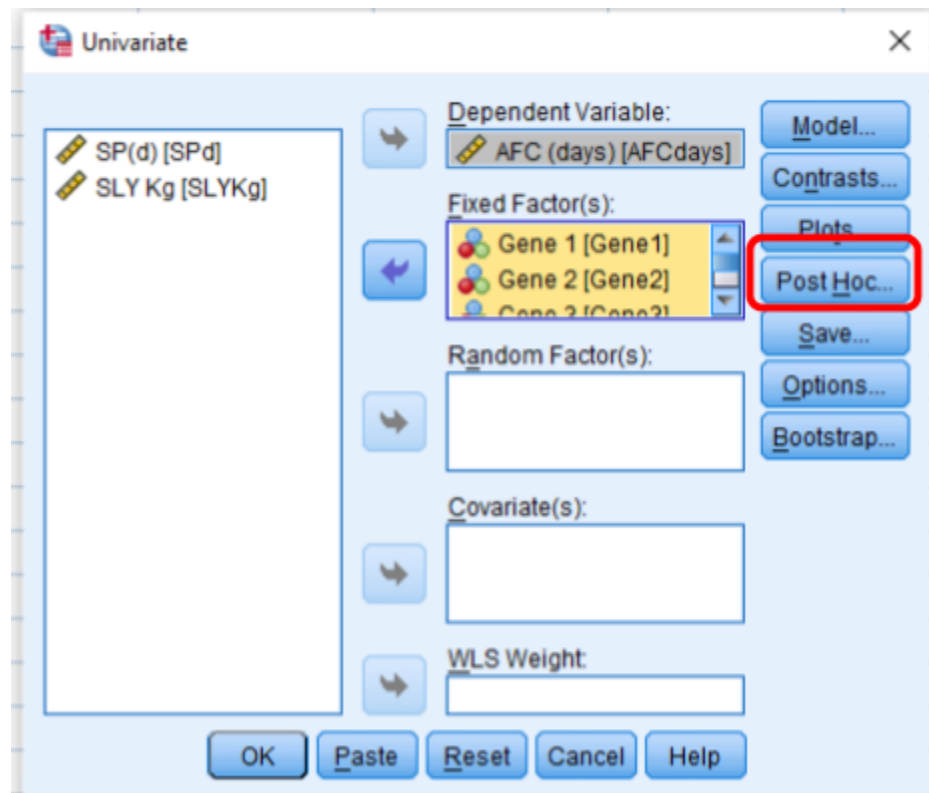 Univariate
SP(d) [SPd]
SLY Kg [SLYKg]
Dependent Variable:
AFC (days) [AFCdays]
Fixed Factor(s):
Gene 1 [Gene1]
Gene 2 [Gene2]
Random Factor(s):
Covariate(s):
WLS Weight:
Model...
Contrasts...
Plots...
Post Hoc...
Save...
Options...
Bootstrap...
OK Paste Reset Cancel Help